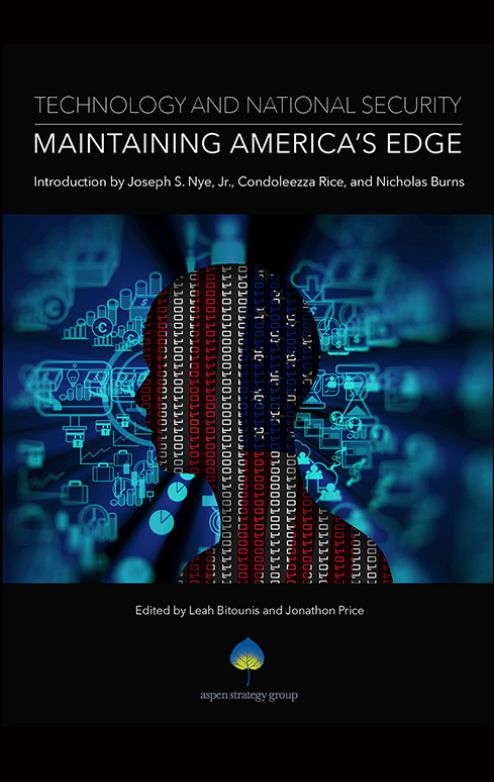 TECHNOLOGY AND NATIONAL SECURITY
MAINTAINING AMERICA'S EDGE
Introduction by Joseph S. Nye, Jr., Condoleezza Rice, and Nicholas Burns
Edited by Leah Bitounis and Jonathon Price
aspen strategy group